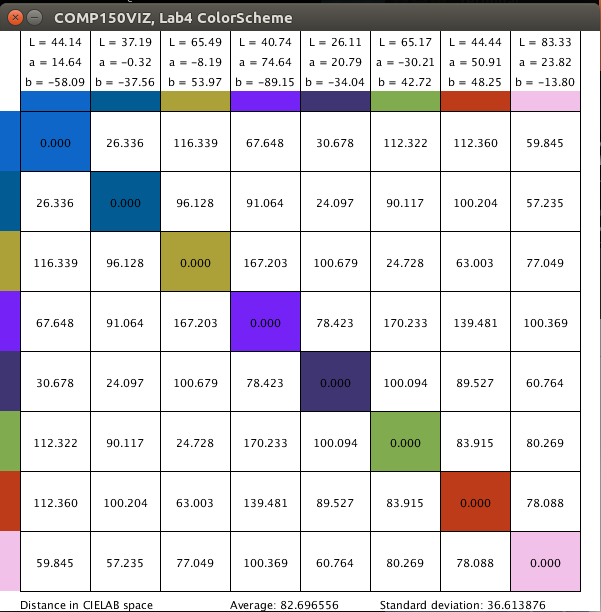 COMP150VIZ, Lab4 ColorScheme
L = 44.14 L = 37.19 L = 65.49 L = 40.74 L = 26.11 L = 65.17 L = 44.44 L = 83.33
a = 14.64 a = -0.32 a = -8.19 a = 74.64 a = 20.79 a = -30.21 a = 50.91 a = 23.82
b = -58.09 b = -37.56 b = 53.97 b = -89.15 b = -34.04 b = 42.72 b = 48.25 b = -13.80
0.000 26.336 116.339 67.648 30.678 112.322 112.360 59.845
26.336 0.000 96.128 91.064 24.097 90.117 100.204 57.235
116.339 96.128 0.000 167.203 100.679 24.728 63.003 77.049
67.648 91.064 167.203 0.000 78.423 170.233 139.481 100.369
30.678 24.097 100.679 78.423 0.000 100.094 89.527 60.764
112.322 90.117 24.728 170.233 100.094 0.000 83.915 80.269
112.360 100.204 63.003 139.481 89.527 83.915 0.000 78.088
59.845 57.235 77.049 100.369 60.764 80.269 78.088 0.000
Distance in CIELAB space Average: 82.696556 Standard deviation: 36.613876